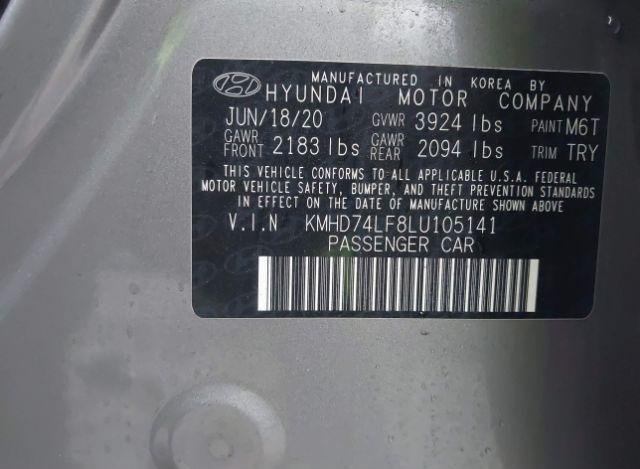 MANUFACTURED IN KOREA BY
HYUNDAI MOTOR COMPANY
JUN/18/20 GVWR 3924 lbs PAINT M6T
GAWR FRONT 2183 lbs GAWR REAR 2094 lbs TRIM TRY
THIS VEHICLE CONFORMS TO ALL APPLICABLE U.S.A. FEDERAL
MOTOR VEHICLE SAFETY, BUMPER, AND THEFT PREVENTION STANDARDS
IN EFFECT ON THE DATE OF MANUFACTURE SHOWN ABOVE
V.I.N KMHD74LF8LU105141
PASSENGER CAR